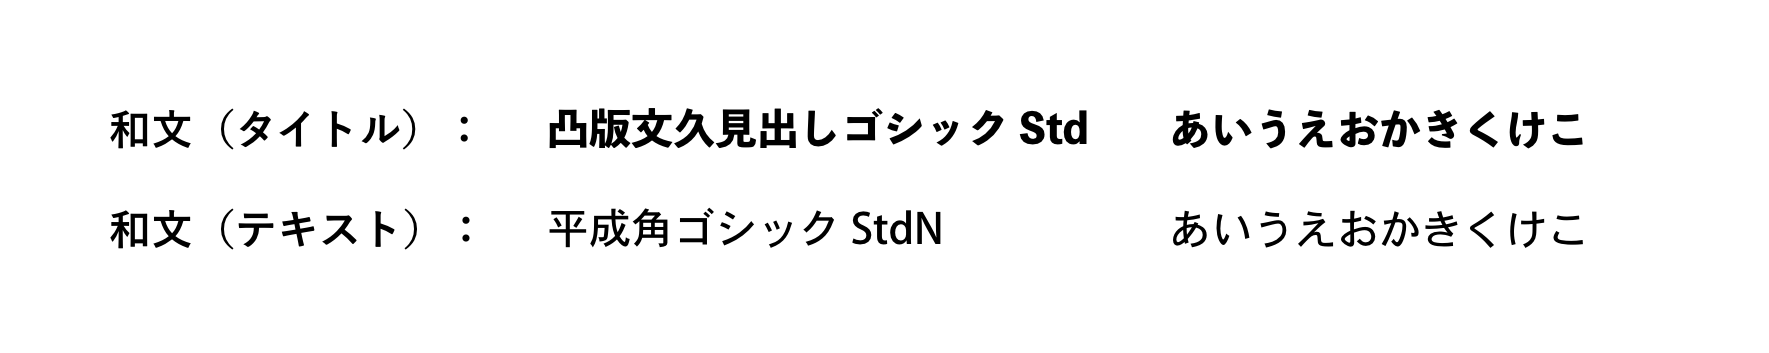 和文（タイトル）： 凸版文久見出しゴシック Std あいうえおかきくけこ
和文（テキスト）： 平成角ゴシック StdN あいうえおかきくけこ